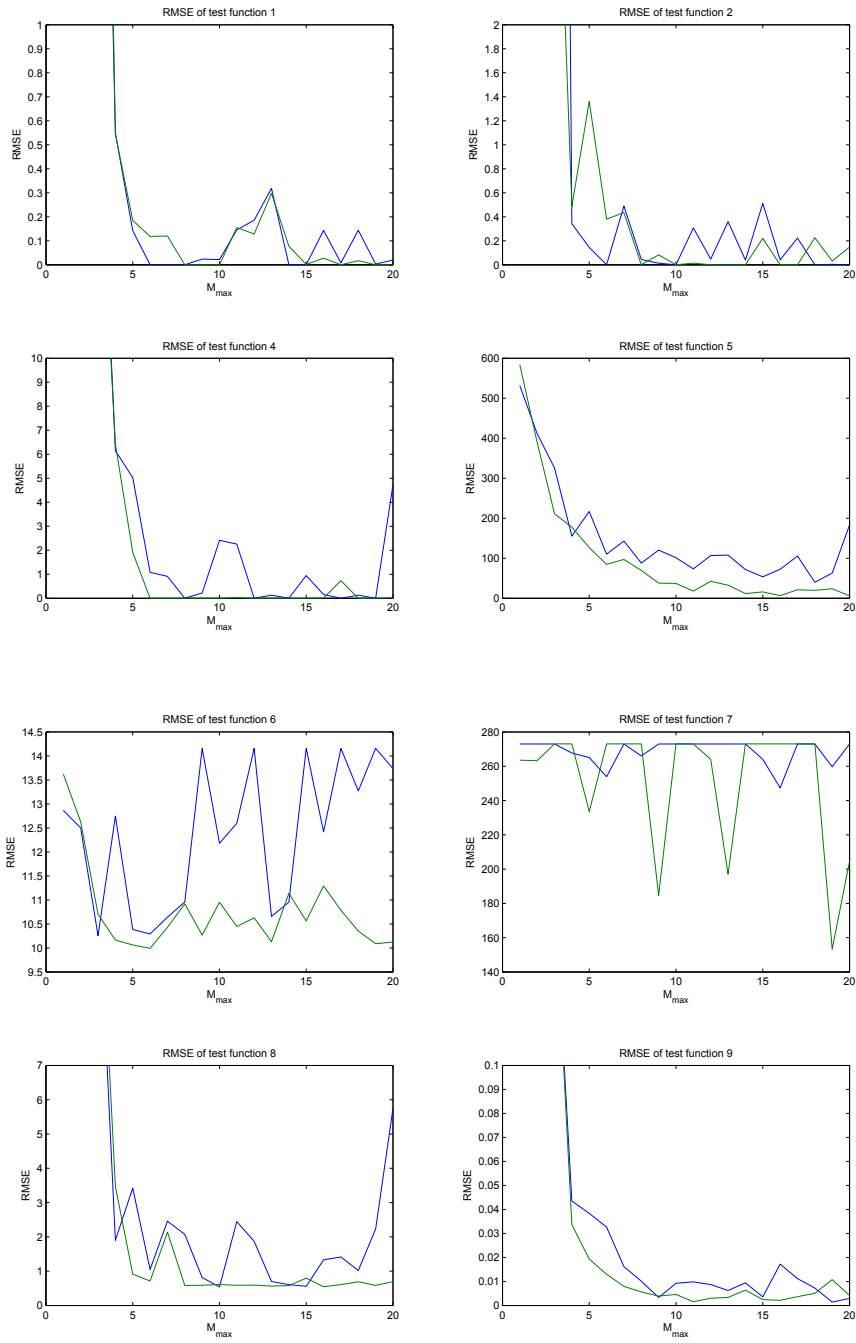 RMSE of test function 1
1
0.9
0.8
0.7
0.6
0.5
0.4
0.3
0.2
0.1
0
RMSE
0 5 10 15 20
M_max
RMSE of test function 2
2
1.8
1.6
1.4
1.2
1
0.8
0.6
0.4
0.2
0
RMSE
0 5 10 15 20
M_max
RMSE of test function 4
10
9
8
7
6
5
4
3
2
1
0
RMSE
0 5 10 15 20
M_max
RMSE of test function 5
600
500
400
300
200
100
0
RMSE
0 5 10 15 20
M_max
RMSE of test function 6
14.5
14
13.5
13
12.5
12
11.5
11
10.5
10
9.5
RMSE
0 5 10 15 20
M_max
RMSE of test function 7
280
260
240
220
200
180
160
140
RMSE
0 5 10 15 20
M_max
RMSE of test function 8
7
6
5
4
3
2
1
0
RMSE
0 5 10 15 20
M_max
RMSE of test function 9
0.1
0.09
0.08
0.07
0.06
0.05
0.04
0.03
0.02
0.01
0
RMSE
0 5 10 15 20
M_max